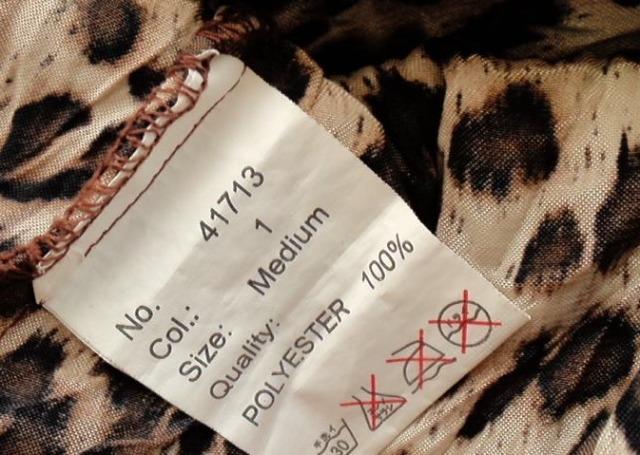 No. 41713
Col.: 1
Size: Medium
Quality:
POLYESTER 100%
30